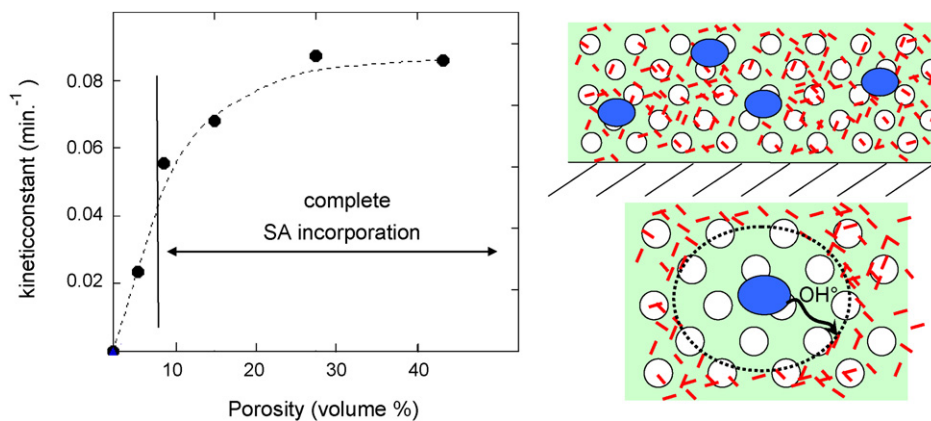 0.08
0.06
0.04
0.02
0
kineticconstant (min.-1)
complete
SA incorporation
10
20
30
40
Porosity (volume %)
OH°